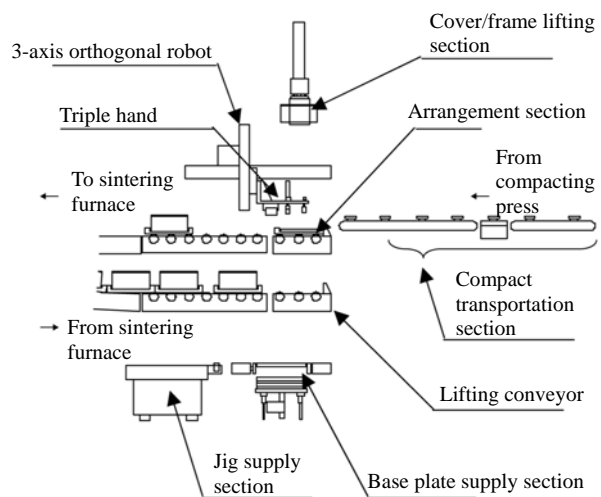 Cover/frame lifting
section
3-axis orthogonal robot
Triple hand
Arrangement section
To sintering
furnace
From
compacting
press
Compact
transportation
section
From sintering
furnace
Lifting conveyor
Jig supply
section
Base plate supply section